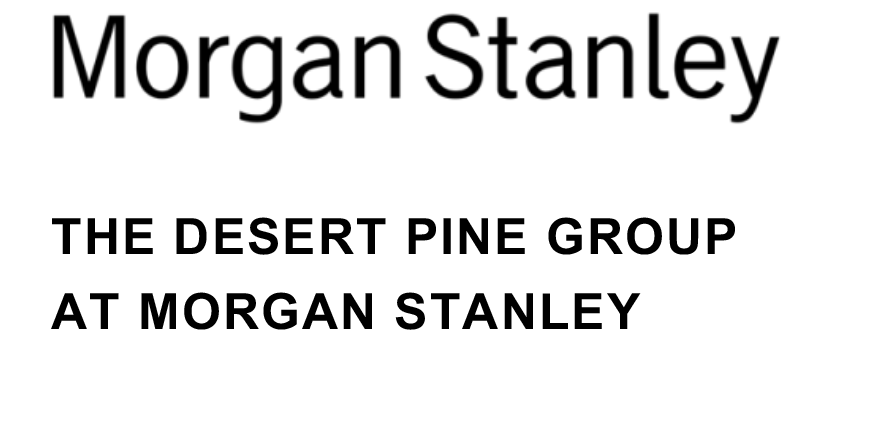 Morgan Stanley
THE DESERT PINE GROUP
AT MORGAN STANLEY